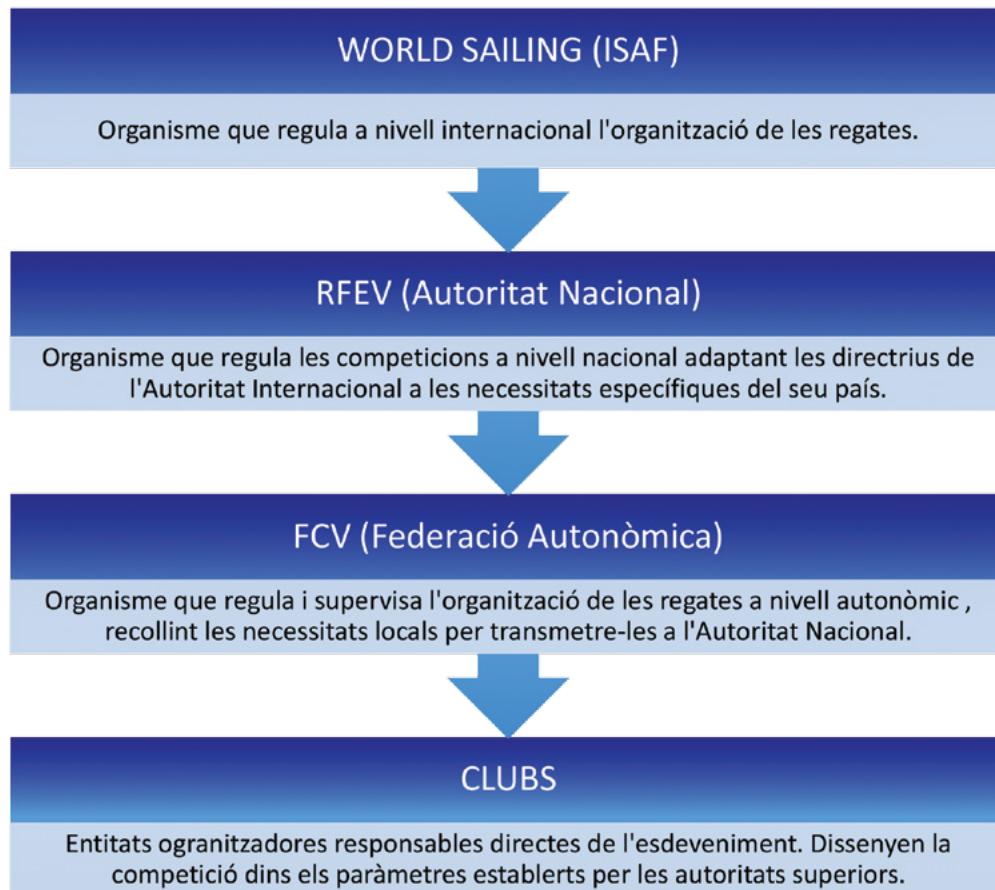 WORLD SAILING (ISAF)
Organisme que regula a nivell internacional l'organització de les regates.
RFEV (Autoritat Nacional)
Organisme que regula les competicions a nivell nacional adaptant les directrius de
l'Autoritat Internacional a les necessitats específiques del seu país.
FCV (Federació Autonòmica)
Organisme que regula i supervisa l'organització de les regates a nivell autonòmic ,
recollint les necessitats locals per transmetre-les a l'Autoritat Nacional.
CLUBS
Entitats ogranitzadores responsables directes de l'esdeveniment. Dissenyen la
competició dins els paràmetres establerts per les autoritats superiors.